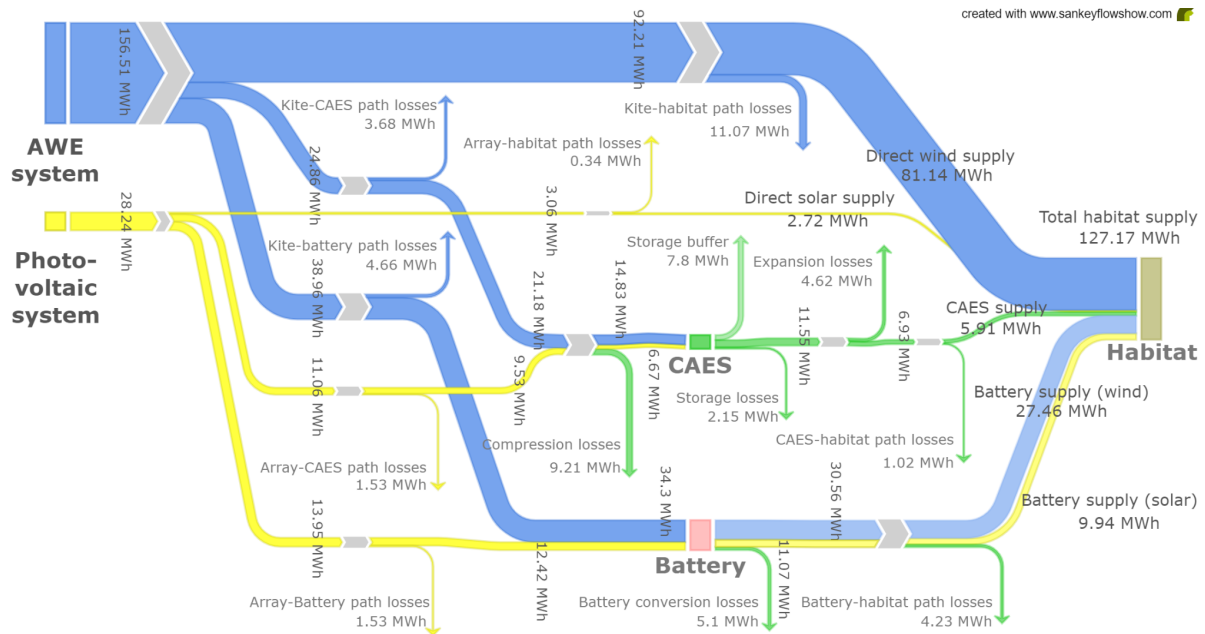 created with www.sankeyflowshow.com
156.51 MWh
92.21 MWh
Kite-CAES path losses
3.68 MWh
Kite-habitat path losses
11.07 MWh
AWE
system
24.86 MWh
Array-habitat path losses
0.34 MWh
Direct wind supply
81.14 MWh
28.24 MWh
3.06 MWh
Direct solar supply
2.72 MWh
Total habitat supply
127.17 MWh
Photo-
voltaic
system
Kite-battery path losses
4.66 MWh
38.96 MWh
21.18 MWh
14.83 MWh
Storage buffer
7.8 MWh
Expansion losses
4.62 MWh
11.55 MWh
6.93 MWh
CAES supply
5.91 MWh
CAES
Habitat
11.06 MWh
9.53 MWh
6.67 MWh
Storage losses
2.15 MWh
Battery supply (wind)
27.46 MWh
Compression losses
9.21 MWh
CAES-habitat path losses
1.02 MWh
Array-CAES path losses
1.53 MWh
34.3 MWh
30.56 MWh
Battery supply (solar)
9.94 MWh
13.95 MWh
12.42 MWh
Battery
11.07 MWh
Array-Battery path losses
1.53 MWh
Battery conversion losses
5.1 MWh
Battery-habitat path losses
4.23 MWh